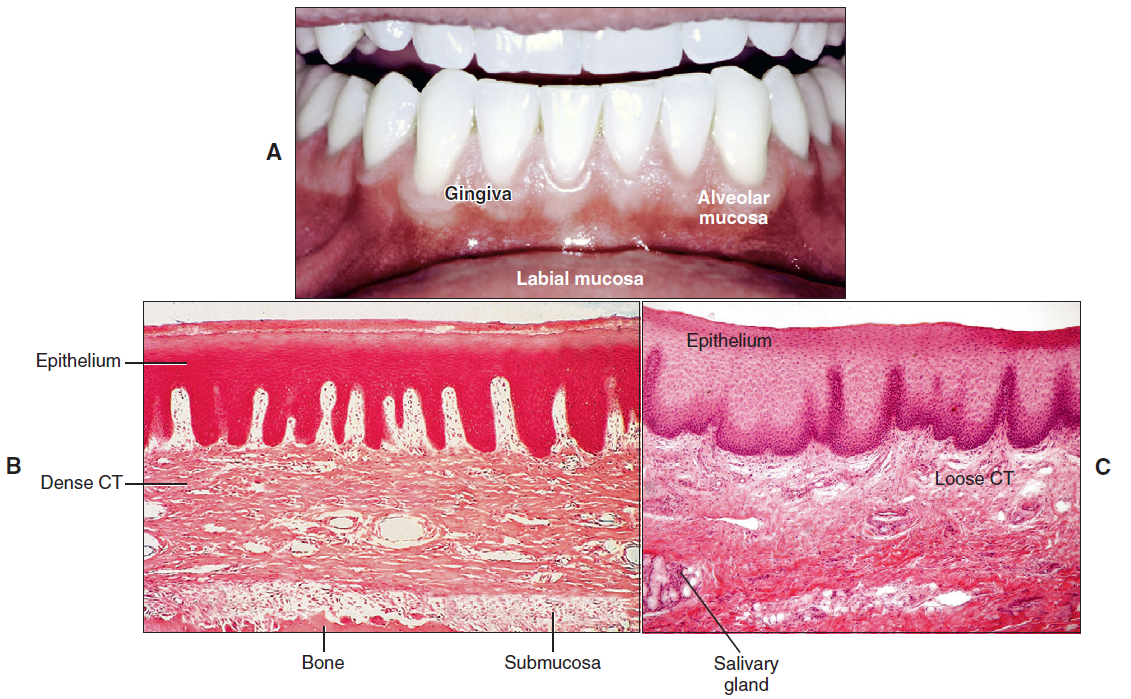 A
Gingiva
Alveolar
mucosa
Labial mucosa
Epithelium
Dense CT
B
Bone
Submucosa
Epithelium
Loose CT
C
Salivary
gland